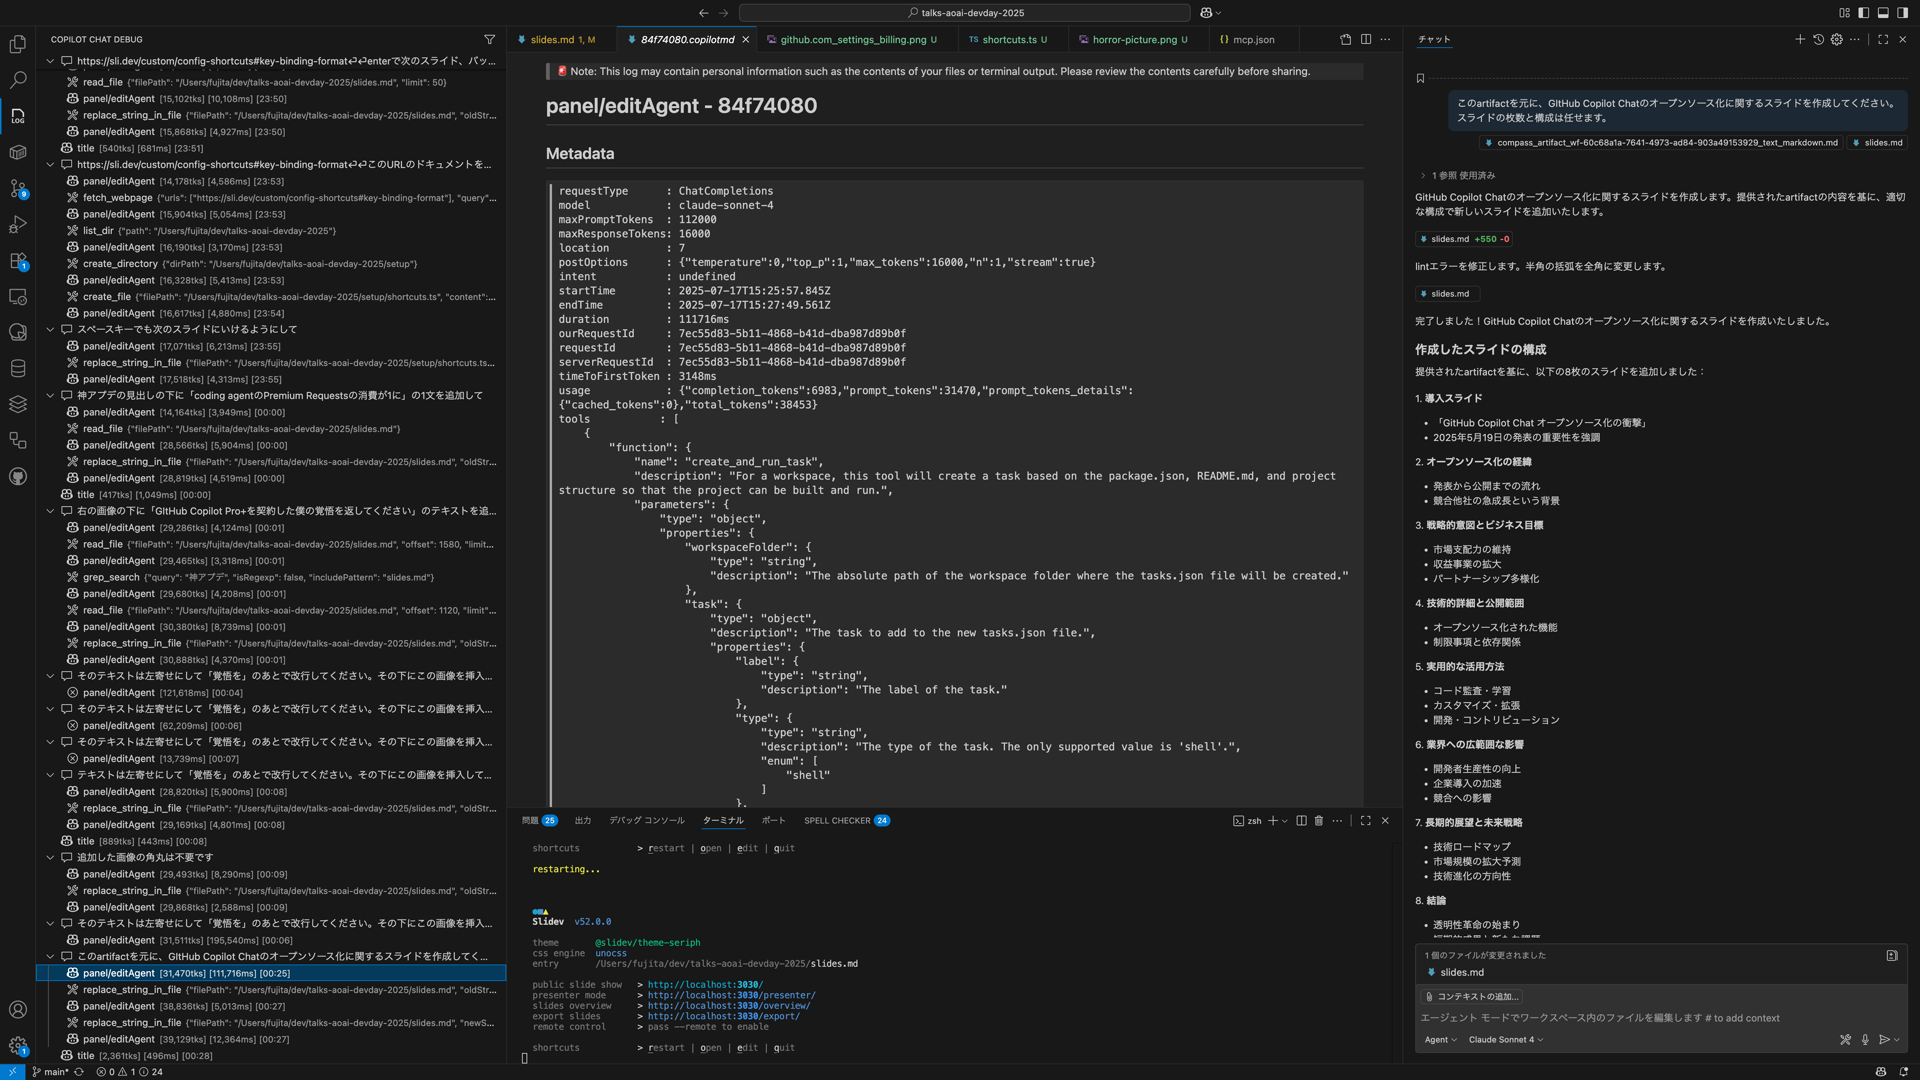 talks-aoai-devday-2025
COPILOT CHAT DEBUG
https://sli.dev/custom/config-shortcuts#key-binding-format⏎⏎enterで次のスライド、バッ...
read_file {"filePath": "/Users/fujita/dev/talks-aoai-devday-2025/slides.md", "limit": 50}
panel/editAgent [15,102tks] [10,108ms] [23:50]
replace_string_in_file {"filePath": "/Users/fujita/dev/talks-aoai-devday-2025/slides.md", "oldStr...
panel/editAgent [15,868tks] [4,927ms] [23:50]
title [540tks] [681ms] [23:51]
https://sli.dev/custom/config-shortcuts#key-binding-format⏎⏎このURLのドキュメントを...
panel/editAgent [14,178tks] [4,586ms] [23:53]
fetch_webpage {"urls": ["https://sli.dev/custom/config-shortcuts#key-binding-format"], "query"...
panel/editAgent [15,904tks] [5,054ms] [23:53]
list_dir {"path": "/Users/fujita/dev/talks-aoai-devday-2025"}
panel/editAgent [16,190tks] [3,170ms] [23:53]
create_directory {"dirPath": "/Users/fujita/dev/talks-aoai-devday-2025/setup"}
panel/editAgent [16,328tks] [5,413ms] [23:53]
create_file {"filePath": "/Users/fujita/dev/talks-aoai-devday-2025/setup/shortcuts.ts", "content":...
panel/editAgent [16,617tks] [4,880ms] [23:54]
スペースキーでも次のスライドにいけるようにして
panel/editAgent [17,071tks] [6,213ms] [23:55]
replace_string_in_file {"filePath": "/Users/fujita/dev/talks-aoai-devday-2025/setup/shortcuts.ts...
panel/editAgent [17,518tks] [4,313ms] [23:55]
神アプデの見出しの下に「coding agentのPremium Requestsの消費が1に」の1文を追加して
panel/editAgent [14,164tks] [3,949ms] [00:00]
read_file {"filePath": "/Users/fujita/dev/talks-aoai-devday-2025/slides.md"}
panel/editAgent [28,566tks] [5,904ms] [00:00]
replace_string_in_file {"filePath": "/Users/fujita/dev/talks-aoai-devday-2025/slides.md", "oldStr...
panel/editAgent [28,819tks] [4,519ms] [00:00]
title [417tks] [1,049ms] [00:00]
右の画像の下に「GItHub Copilot Pro+を契約した僕の覚悟を返してください」のテキストを追...
panel/editAgent [29,286tks] [4,124ms] [00:01]
read_file {"filePath": "/Users/fujita/dev/talks-aoai-devday-2025/slides.md", "offset": 1580, "limit...
panel/editAgent [29,465tks] [3,318ms] [00:01]
grep_search {"query": "神アプデ", "isRegexp": false, "includePattern": "slides.md"}
panel/editAgent [29,680tks] [4,208ms] [00:01]
read_file {"filePath": "/Users/fujita/dev/talks-aoai-devday-2025/slides.md", "offset": 1120, "limit"...
panel/editAgent [30,380tks] [8,739ms] [00:01]
replace_string_in_file {"filePath": "/Users/fujita/dev/talks-aoai-devday-2025/slides.md", "oldStr...
panel/editAgent [30,888tks] [4,370ms] [00:01]
そのテキストは左寄せにして「覚悟を」のあとで改行してください。その下にこの画像を挿入...
panel/editAgent [121,618ms] [00:04]
そのテキストは左寄せにして「覚悟を」のあとで改行してください。その下にこの画像を挿入...
panel/editAgent [62,209ms] [00:06]
そのテキストは左寄せにして「覚悟を」のあとで改行してください。その下にこの画像を挿入...
panel/editAgent [13,739ms] [00:07]
テキストは左寄せにして「覚悟を」のあとで改行してください。その下にこの画像を挿入して...
panel/editAgent [28,820tks] [5,900ms] [00:08]
replace_string_in_file {"filePath": "/Users/fujita/dev/talks-aoai-devday-2025/slides.md", "oldStr...
panel/editAgent [29,169tks] [4,801ms] [00:08]
title [889tks] [443ms] [00:08]
追加した画像の角丸は不要です
panel/editAgent [29,493tks] [8,290ms] [00:09]
replace_string_in_file {"filePath": "/Users/fujita/dev/talks-aoai-devday-2025/slides.md", "oldStr...
panel/editAgent [29,868tks] [2,588ms] [00:09]
そのテキストは左寄せにして「覚悟を」のあとで改行してください。その下にこの画像を挿入...
panel/editAgent [31,511tks] [195,540ms] [00:06]
このartifactを元に、GItHub Copilot Chatのオープンソース化に関するスライドを作成してく...
panel/editAgent [31,470tks] [111,716ms] [00:25]
replace_string_in_file {"filePath": "/Users/fujita/dev/talks-aoai-devday-2025/slides.md", "oldStr...
panel/editAgent [38,836tks] [5,013ms] [00:27]
replace_string_in_file {"filePath": "/Users/fujita/dev/talks-aoai-devday-2025/slides.md", "newS...
panel/editAgent [39,129tks] [12,364ms] [00:27]
title [2,361tks] [496ms] [00:28]
LOG
9
1
1
slides.md 1, M
84f74080.copilotmd
github.com_settings_billing.png U
TS shortcuts.ts U
horror-picture.png U
{} mcp.json
🚨 Note: This log may contain personal information such as the contents of your files or terminal output. Please review the contents carefully before sharing.
panel/editAgent - 84f74080
Metadata
requestType : ChatCompletions
model : claude-sonnet-4
maxPromptTokens : 112000
maxResponseTokens: 16000
location : 7
postOptions : {"temperature":0,"top_p":1,"max_tokens":16000,"n":1,"stream":true}
intent : undefined
startTime : 2025-07-17T15:25:57.845Z
endTime : 2025-07-17T15:27:49.561Z
duration : 111716ms
ourRequestId : 7ec55d83-5b11-4868-b41d-dba987d89b0f
requestId : 7ec55d83-5b11-4868-b41d-dba987d89b0f
serverRequestId : 7ec55d83-5b11-4868-b41d-dba987d89b0f
timeToFirstToken : 3148ms
usage : {"completion_tokens":6983,"prompt_tokens":31470,"prompt_tokens_details":
{"cached_tokens":0},"total_tokens":38453}
tools : [
{
"function": {
"name": "create_and_run_task",
"description": "For a workspace, this tool will create a task based on the package.json, README.md, and project
structure so that the project can be built and run.",
"parameters": {
"type": "object",
"properties": {
"workspaceFolder": {
"type": "string",
"description": "The absolute path of the workspace folder where the tasks.json file will be created."
},
"task": {
"type": "object",
"description": "The task to add to the new tasks.json file.",
"properties": {
"label": {
"type": "string",
"description": "The label of the task."
},
"type": {
"type": "string",
"description": "The type of the task. The only supported value is 'shell'.",
"enum": [
"shell"
]
},
問題 25 出力 デバッグ コンソール ターミナル ポート SPELL CHECKER 24
zsh
shortcuts > restart | open | edit | quit
restarting...
Slidev v52.0.0
theme @slidev/theme-seriph
css engine unocss
entry /Users/fujita/dev/talks-aoai-devday-2025/slides.md
public slide show > http://localhost:3030/
presenter mode > http://localhost:3030/presenter/
slides overview > http://localhost:3030/overview/
export slides > http://localhost:3030/export/
remote control > pass --remote to enable
shortcuts > restart | open | edit | quit
チャット
このartifactを元に、GItHub Copilot Chatのオープンソース化に関するスライドを作成してください。
スライドの枚数と構成は任せます。
compass_artifact_wf-60c68a1a-7641-4973-ad84-903a49153929_text_markdown.md
slides.md
1 参照 使用済み
GitHub Copilot Chatのオープンソース化に関するスライドを作成します。提供されたartifactの内容を基に、適切
な構成で新しいスライドを追加いたします。
slides.md +550 -0
lintエラーを修正します。半角の括弧を全角に変更します。
slides.md
完了しました！GitHub Copilot Chatのオープンソース化に関するスライドを作成いたしました。
作成したスライドの構成
提供されたartifactを基に、以下の8枚のスライドを追加しました：
1. 導入スライド
• 「GitHub Copilot Chat オープンソース化の衝撃」
• 2025年5月19日の発表の重要性を強調
2. オープンソース化の経緯
• 発表から公開までの流れ
• 競合他社の急成長という背景
3. 戦略的意図とビジネス目標
• 市場支配力の維持
• 収益事業の拡大
• パートナーシップ多様化
4. 技術的詳細と公開範囲
• オープンソース化された機能
• 制限事項と依存関係
5. 実用的な活用方法
• コード監査・学習
• カスタマイズ・拡張
• 開発・コントリビューション
6. 業界への広範囲な影響
• 開発者生産性の向上
• 企業導入の加速
• 競合への影響
7. 長期的展望と未来戦略
• 技術ロードマップ
• 市場規模の拡大予測
• 技術進化の方向性
8. 結論
• 透明性革命の始まり
1 個のファイルが変更されました
slides.md
コンテキストの追加...
エージェント モードでワークスペース内のファイルを編集します # to add context
Agent
Claude Sonnet 4
main*
0 1 24